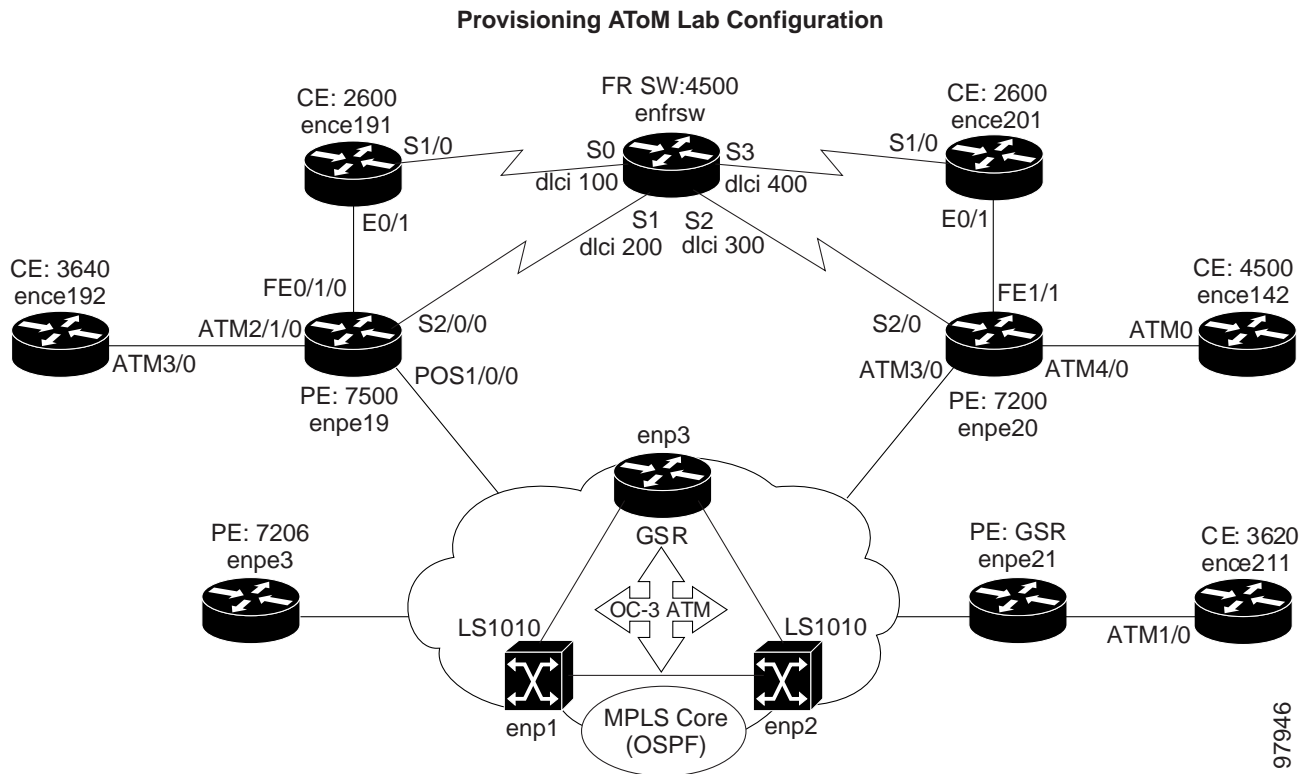 Provisioning AToM Lab Configuration
FR SW:4500
enfrsw
CE: 2600
ence191
CE: 2600
ence201
S1/0
S0
dlci 100
S3
dlci 400
S1/0
S1
dlci 200
S2
dlci 300
E0/1
E0/1
CE: 3640
ence192
FE0/1/0
ATM2/1/0
ATM3/0
S2/0/0
POS1/0/0
PE: 7500
enpe19
FE1/1
S2/0
ATM3/0
ATM4/0
ATM0
CE: 4500
ence142
PE: 7200
enpe20
enp3
GSR
PE: 7206
enpe3
PE: GSR
enpe21
CE: 3620
ence211
ATM1/0
OC-3 ATM
LS1010
LS1010
enp1
enp2
MPLS Core
(OSPF)
97946